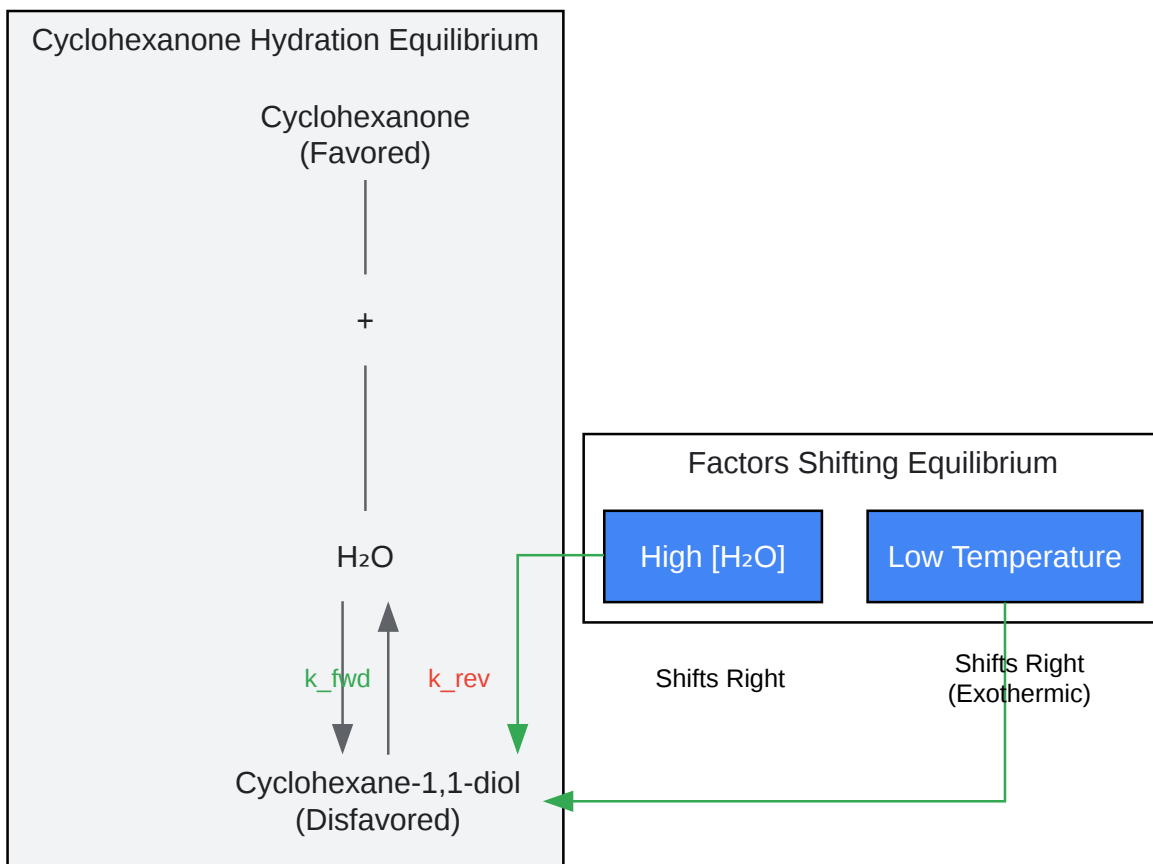 Cyclohexanone Hydration Equilibrium
Cyclohexanone
(Favored)
+
H₂O
k_fwd
k_rev
Cyclohexane-1,1-diol
(Disfavored)
Factors Shifting Equilibrium
High [H₂O]
Low Temperature
Shifts Right
Shifts Right
(Exothermic)